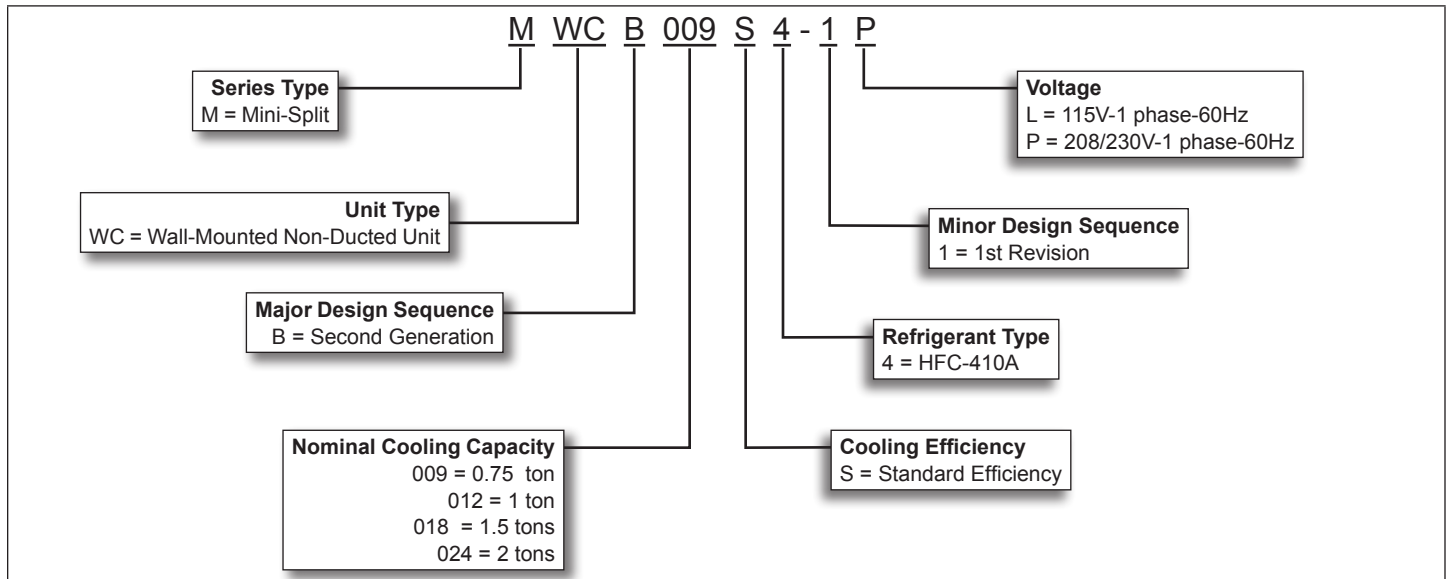 M WC B 009 S 4 - 1 P
Series Type
M = Mini-Split
Unit Type
WC = Wall-Mounted Non-Ducted Unit
Major Design Sequence
B = Second Generation
Nominal Cooling Capacity
009 = 0.75 ton
012 = 1 ton
018 = 1.5 tons
024 = 2 tons
Voltage
L = 115V-1 phase-60Hz
P = 208/230V-1 phase-60Hz
Minor Design Sequence
1 = 1st Revision
Refrigerant Type
4 = HFC-410A
Cooling Efficiency
S = Standard Efficiency